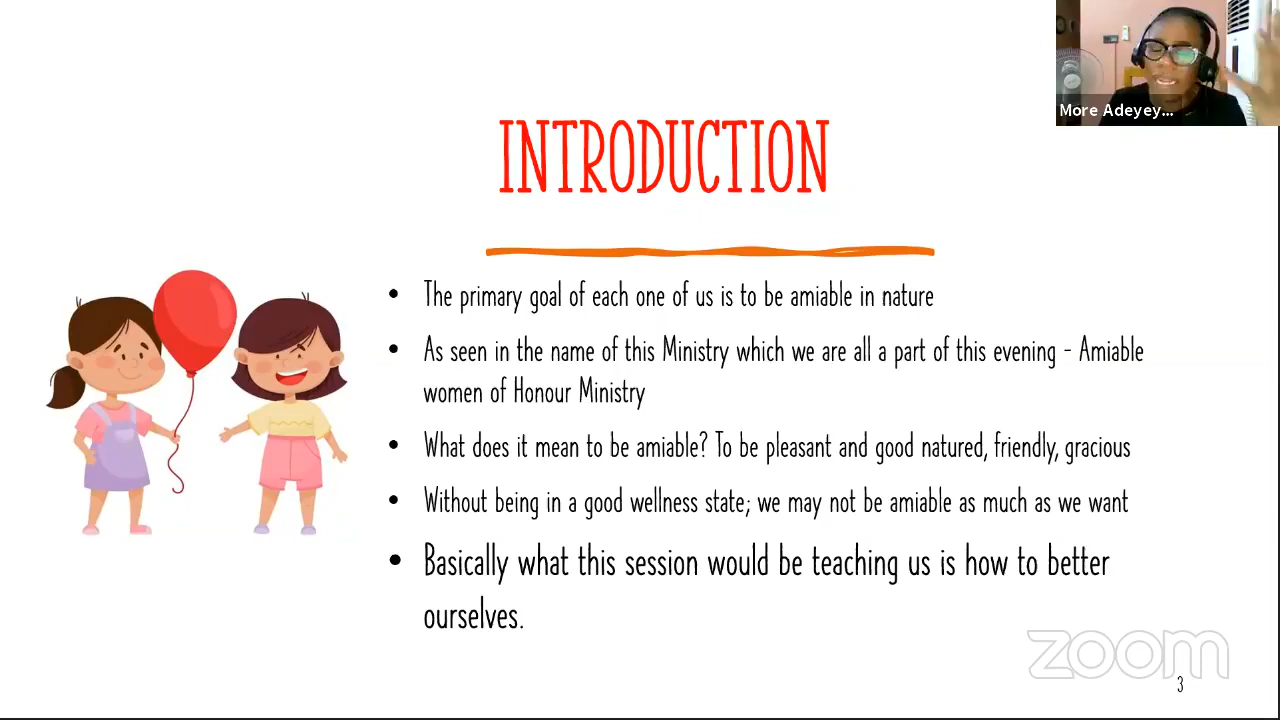 More Adeyey...
INTRODUCTION
• The primary goal of each one of us is to be amiable in nature
• As seen in the name of this Ministry which we are all a part of this evening - Amiable
women of Honour Ministry
• What does it mean to be amiable? To be pleasant and good natured, friendly, gracious
• Without being in a good wellness state; we may not be amiable as much as we want
• Basically what this session would be teaching us is how to better
ourselves.
zoom
3